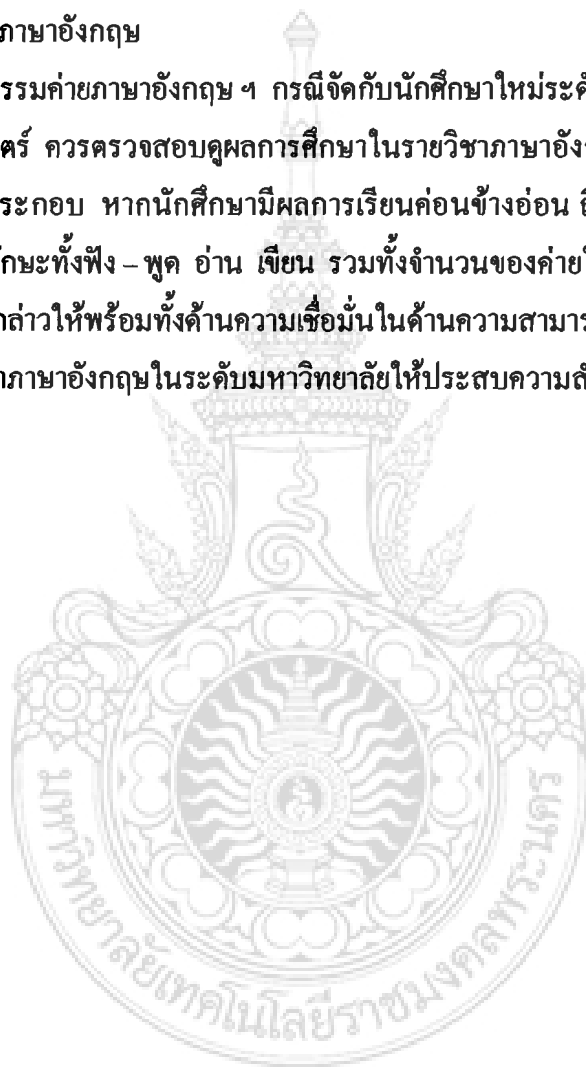 ภาษาอังกฤษ
รรมค่ายภาษาอังกฤษ ฯ กรณีจัดกับนักศึกษาใหม่ระดั
ตร์ ควรตรวจสอบดูผลการศึกษาในรายวิชาภาษาอัง
ระกอบ หากนักศึกษามีผลการเรียนค่อนข้างอ่อน
ักษะทั้งฟัง – พูด อ่าน เขียน รวมทั้งจำนวนของค่าย
กล่าวให้พร้อมทั้งด้านความเชื่อมั่นในด้านความสามาร
าภาษาอังกฤษในระดับมหาวิทยาลัยให้ประสบความสำ
มหาวิทยาลัยเทคโนโลยีราชมงคลพระนคร